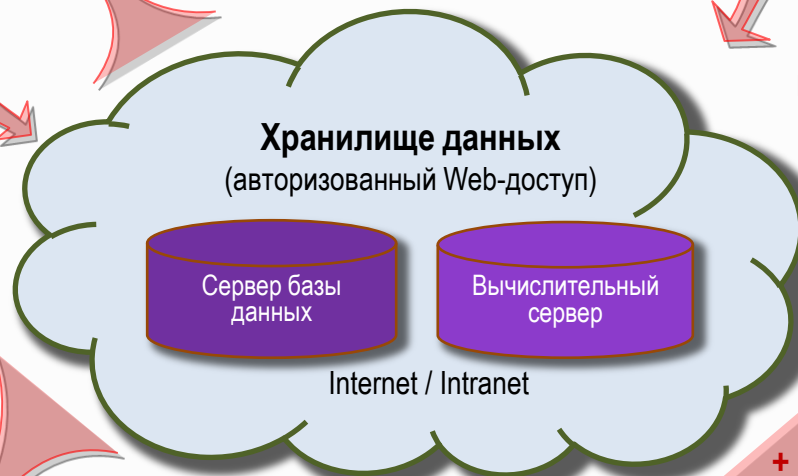 Хранилище данных
(авторизованный Web-доступ)
Сервер базы
данных
Вычислительный
сервер
Internet / Intranet
+